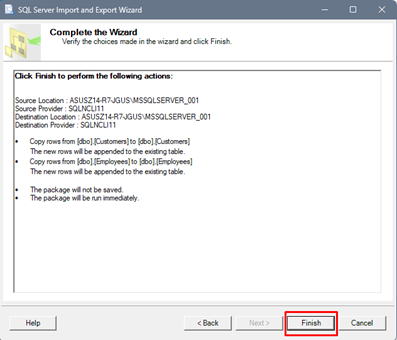 SQL Server Import and Export Wizard
Complete the Wizard
Verify the choices made in the wizard and click Finish.
Click Finish to perform the following actions:
Source Location : ASUSZ14-R7-JGUS\MSSQLSERVER_001
Source Provider : SQLNCLI11
Destination Location : ASUSZ14-R7-JGUS\MSSQLSERVER_001
Destination Provider : SQLNCLI11
• Copy rows from [dbo].[Customers] to [dbo].[Customers]
The new rows will be appended to the existing table.
• Copy rows from [dbo].[Employees] to [dbo].[Employees]
The new rows will be appended to the existing table.
• The package will not be saved.
• The package will be run immediately.
Help
< Back
Next >
Finish
Cancel